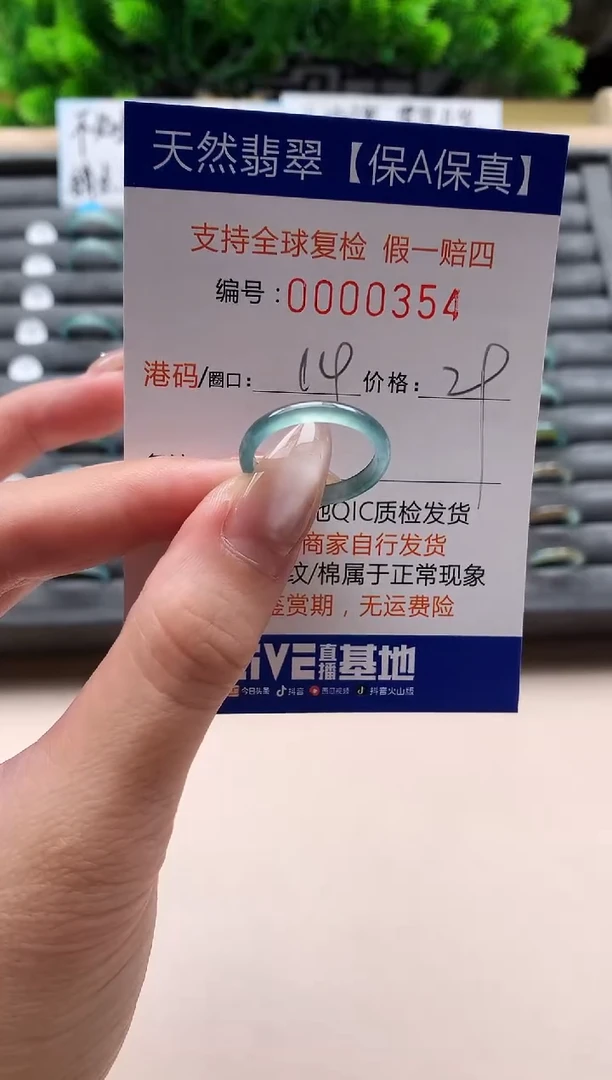 天然翡翠【保A保真】
支持全球复检 假一赔四
编号：0000354
港码/圈口： 14 价格：
地QIC质检发货
商家自行发货
纹/棉属于正常现象
鉴赏期，无运费险
直播基地
今日头条 抖音 西瓜视频 抖音火山版